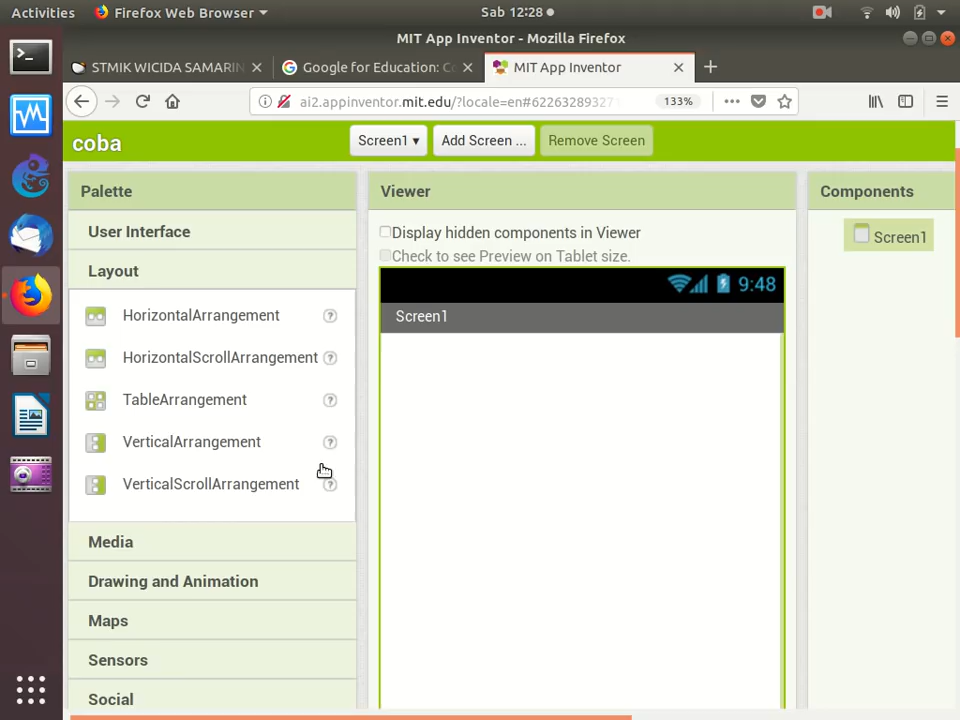 Activities
Firefox Web Browser
Sab 12:28
MIT App Inventor - Mozilla Firefox
STMIK WICIDA SAMARIN
Google for Education: Co
MIT App Inventor
ai2.appinventor.mit.edu/?locale=en#622632893271
133%
coba
Screen1
Add Screen ...
Remove Screen
Palette
User Interface
Layout
HorizontalArrangement
HorizontalScrollArrangement
TableArrangement
VerticalArrangement
VerticalScrollArrangement
Media
Drawing and Animation
Maps
Sensors
Social
Viewer
Display hidden components in Viewer
Check to see Preview on Tablet size.
9:48
Screen1
Components
Screen1